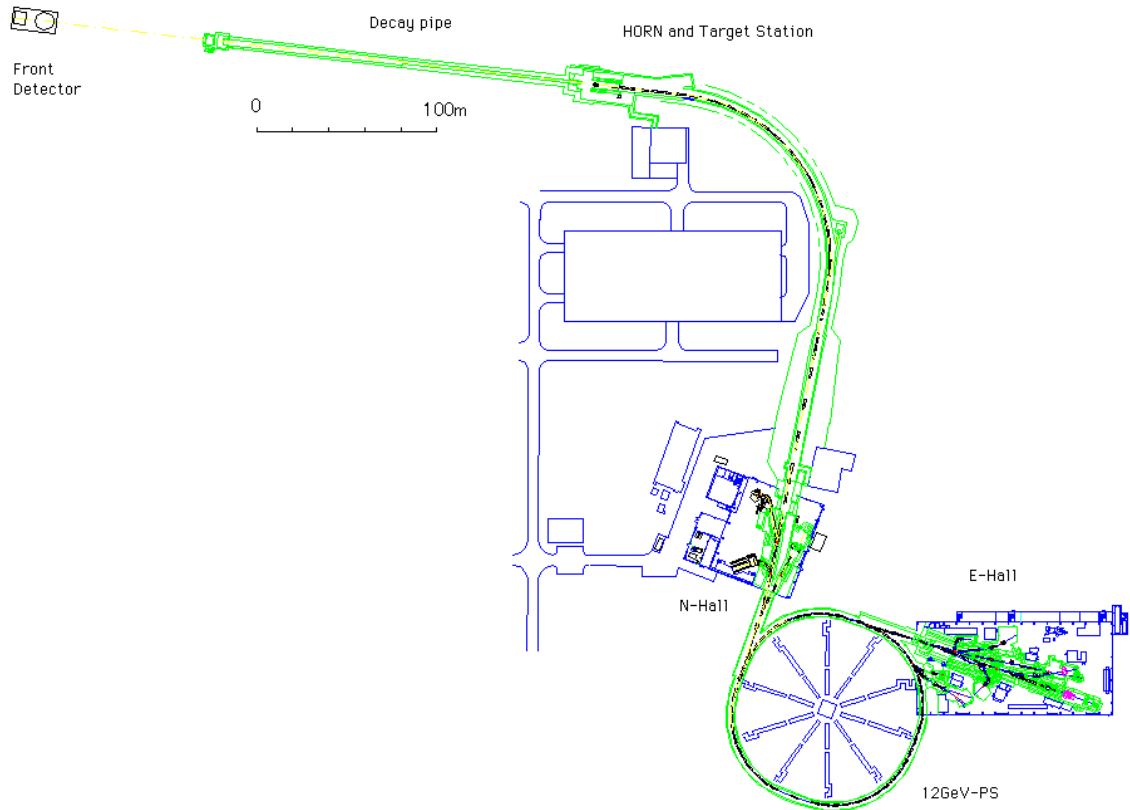 Decay pipe
HORN and Target Station
Front
Detector
0
100m
E-Hall
N-Hall
12GeV-PS